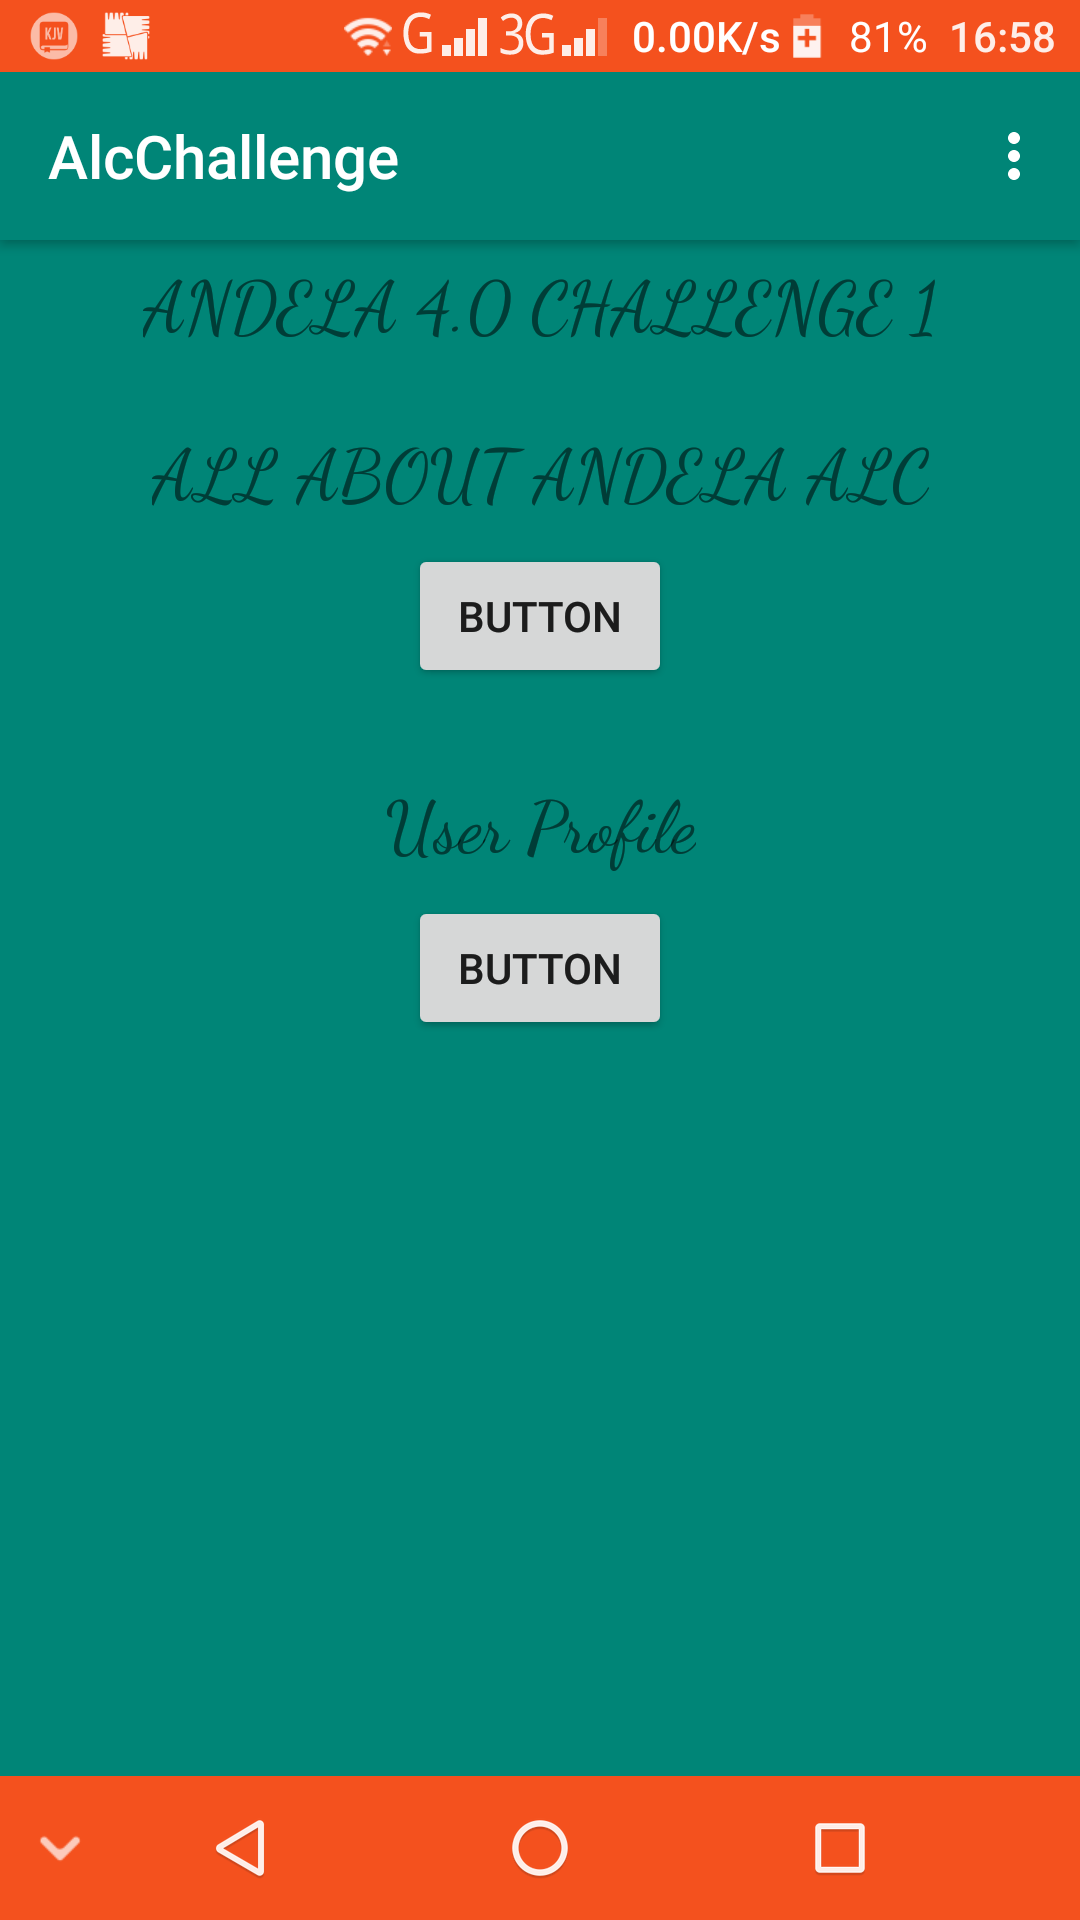 KJV G 3G 0.00K/s 81% 16:58
AlcChallenge
ANDELA 4.0 CHALLENGE 1
ALL ABOUT ANDELA ALC
BUTTON
User Profile
BUTTON